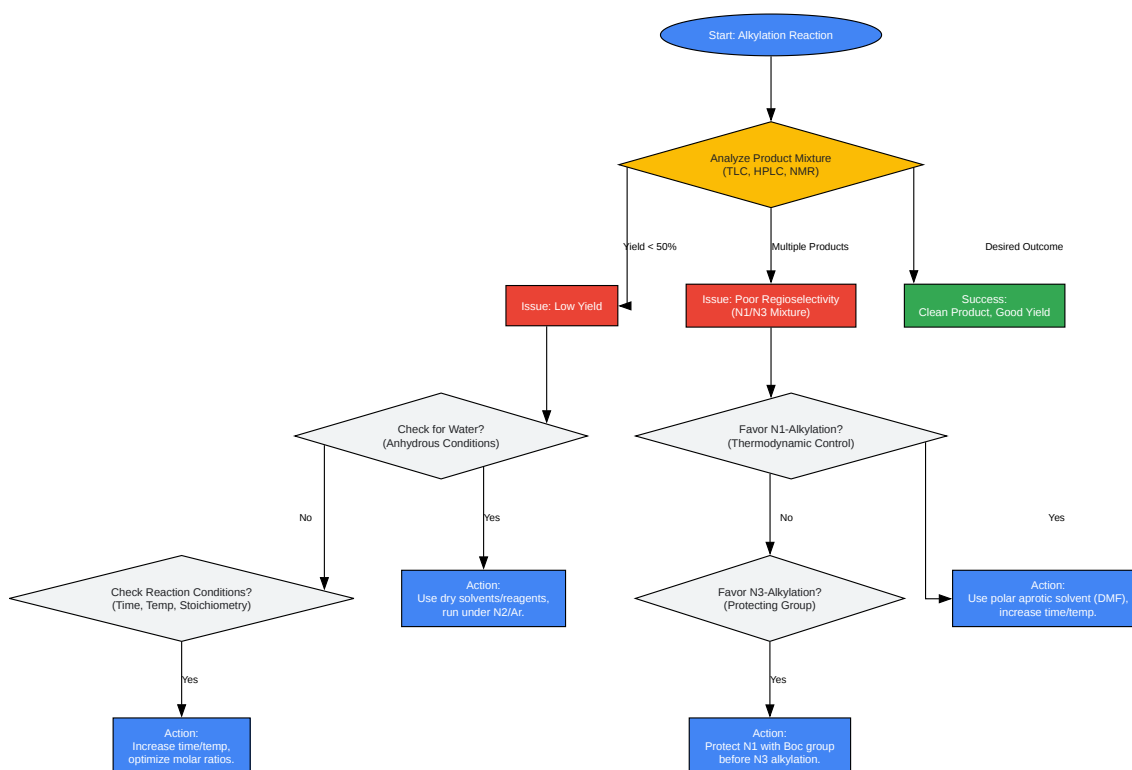 Start: Alkylation Reaction
Analyze Product Mixture
(TLC, HPLC, NMR)
Yield < 50%
Multiple Products
Desired Outcome
Issue: Low Yield
Issue: Poor Regioselectivity
(N1/N3 Mixture)
Success:
Clean Product, Good Yield
Check for Water?
(Anhydrous Conditions)
Favor N1-Alkylation?
(Thermodynamic Control)
No
Yes
No
Yes
Check Reaction Conditions?
(Time, Temp, Stoichiometry)
Action:
Use dry solvents/reagents,
run under N2/Ar.
Favor N3-Alkylation?
(Protecting Group)
Action:
Use polar aprotic solvent (DMF),
increase time/temp.
Yes
Yes
Action:
Increase time/temp,
optimize molar ratios.
Action:
Protect N1 with Boc group
before N3 alkylation.